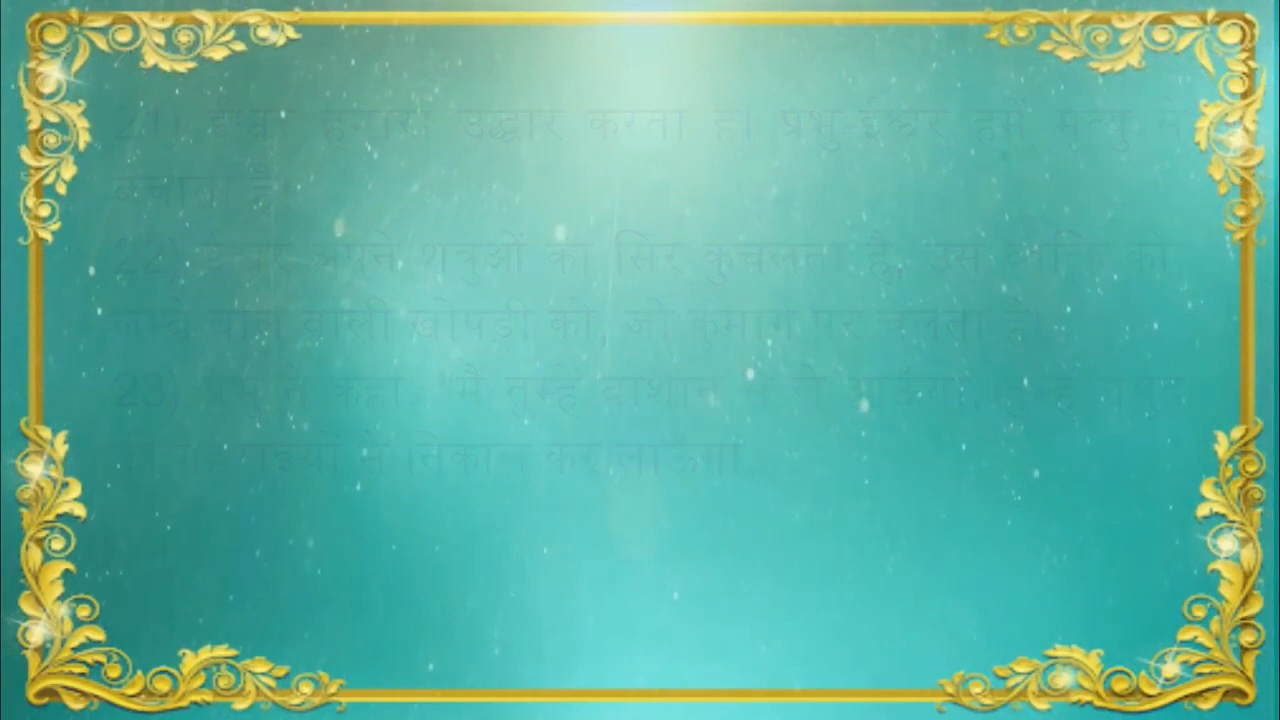 21) ईश्वर हमारा उद्धार करता है। प्रभु-ईश्वर हमें मृत्यु से
बचाता है।
22) ईश्वर अपने शत्रुओं का सिर कुचलता है, उस व्यक्ति की
लम्बे बाल वाली खोपड़ी को, जो कुमार्ग पर चलता है।
23) प्रभु ने कहा, "मैं तुम्हें बाशान से ले आऊँगा, तुम्हें समुद्र
की गहराइयों से निकाल कर लाऊँगा